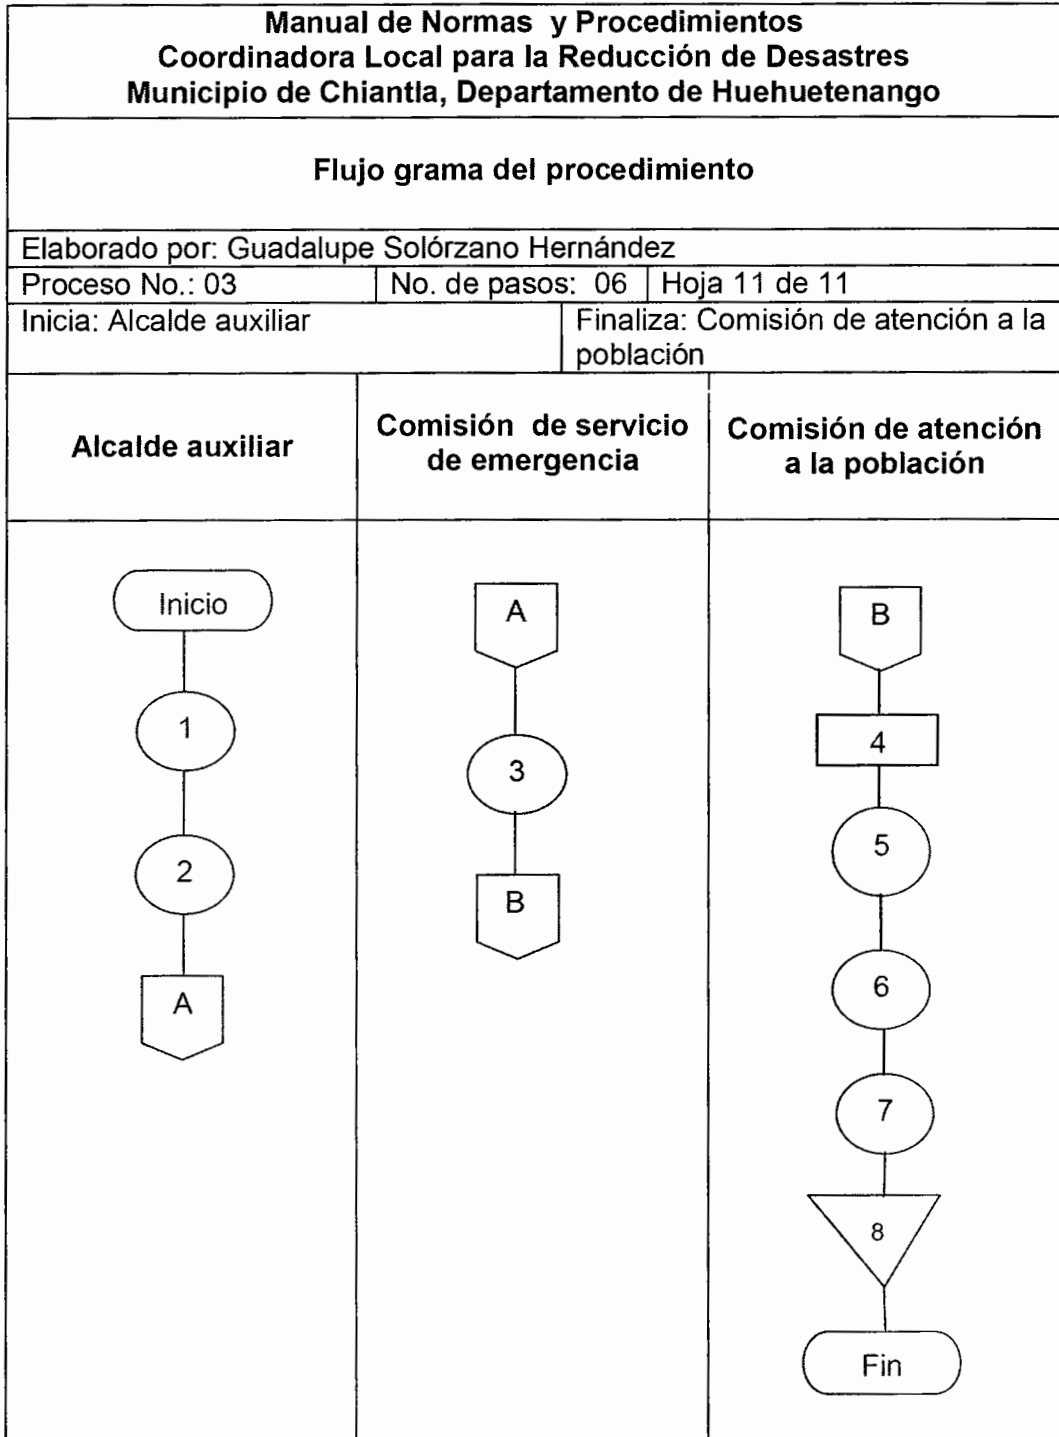 Manual de Normas y Procedimientos
Coordinadora Local para la Reducción de Desastres
Municipio de Chiantla, Departamento de Huehuetenango
Flujo grama del procedimiento
Elaborado por: Guadalupe Solórzano Hernández
Proceso No.: 03
No. de pasos: 06
Hoja 11 de 11
Inicia: Alcalde auxiliar
Finaliza: Comisión de atención a la
población
Alcalde auxiliar
Comisión de servicio
de emergencia
Comisión de atención
a la población
Inicio
1
2
A
A
3
B
B
4
5
6
7
8
Fin